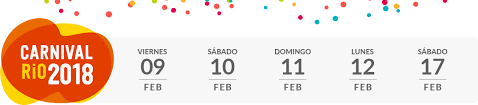 CARNIVAL
RiO 2018
VIERNES
09
FEB
SÁBADO
10
FEB
DOMINGO
11
FEB
LUNES
12
FEB
SÁBADO
17
FEB